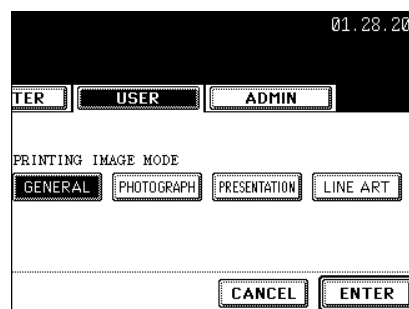 01.28.20
TER USER ADMIN
PRINTING IMAGE MODE
GENERAL PHOTOGRAPH PRESENTATION LINE ART
CANCEL ENTER